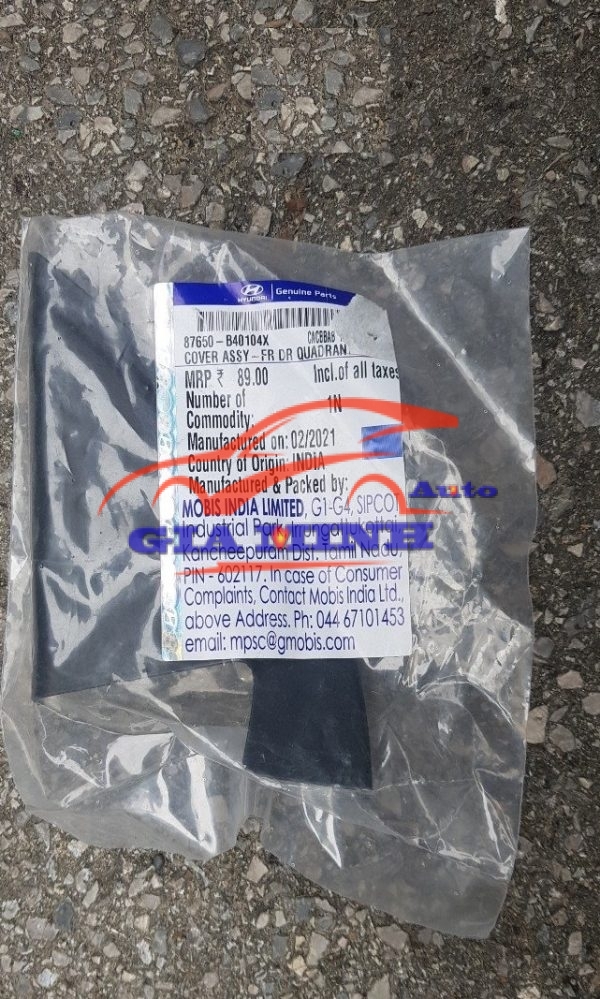 HYUNDAI | Genuine Parts
87650-B40104X CACBBAB
COVER ASSY-FR DR QUADRAN
MRP ₹ 89.00 Incl.of all taxes
Number of 1N
Commodity:
Manufactured on: 02/2021
Country of Origin: INDIA
Manufactured & Packed by:
MOBIS INDIA LIMITED, G1-G4, SIPCOT
Industrial Park,
Kancheepuram Dist. Tamil Nadu,
PIN - 602117. In case of Consumer
Complaints, Contact Mobis India Ltd.,
above Address. Ph: 044 67101453
email: mpsc@gmobis.com
Auto
GIA MINH